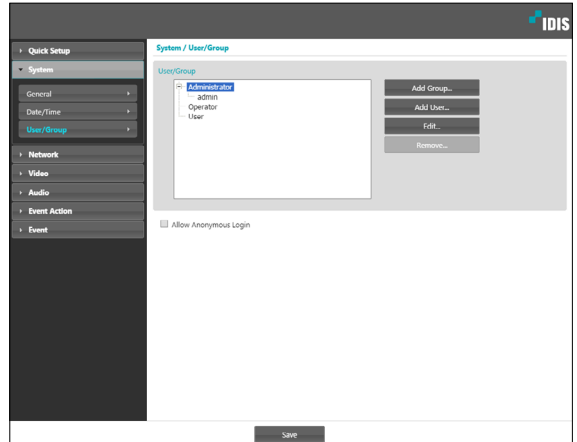 IDIS
Quick Setup
System
General
Date/Time
User/Group
Network
Video
Audio
Event Action
Event
System / User/Group
User/Group
Administrator
admin
Operator
User
Add Group...
Add User...
Edit...
Remove...
Allow Anonymous Login
Save